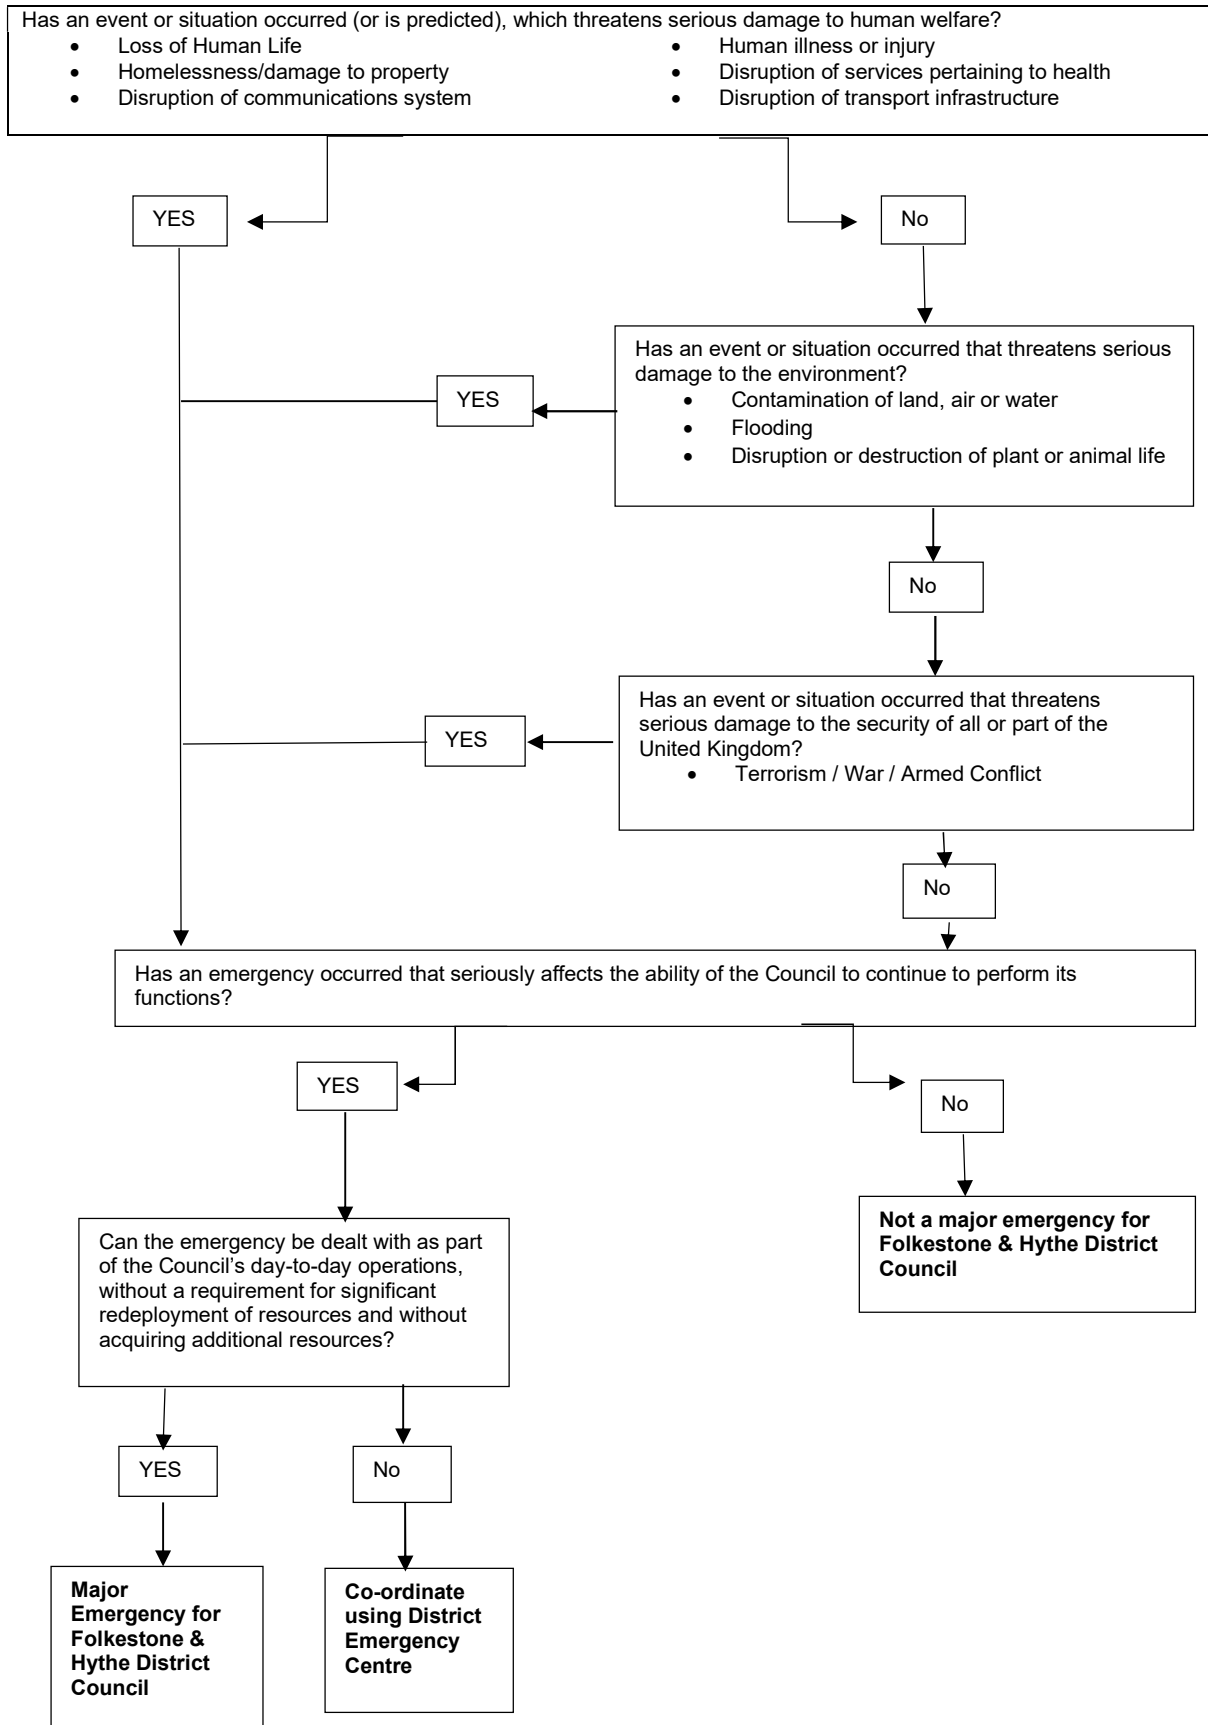 Has an event or situation occurred (or is predicted), which threatens serious damage to human welfare?
• Loss of Human Life
• Homelessness/damage to property
• Disruption of communications system
• Human illness or injury
• Disruption of services pertaining to health
• Disruption of transport infrastructure
YES
No
Has an event or situation occurred that threatens serious
damage to the environment?
• Contamination of land, air or water
• Flooding
• Disruption or destruction of plant or animal life
YES
No
Has an event or situation occurred that threatens
serious damage to the security of all or part of the
United Kingdom?
• Terrorism / War / Armed Conflict
YES
No
Has an emergency occurred that seriously affects the ability of the Council to continue to perform its
functions?
YES
No
Not a major emergency for
Folkestone & Hythe District
Council
Can the emergency be dealt with as part
of the Council’s day-to-day operations,
without a requirement for significant
redeployment of resources and without
acquiring additional resources?
YES
No
Major
Emergency for
Folkestone &
Hythe District
Council
Co-ordinate
using District
Emergency
Centre